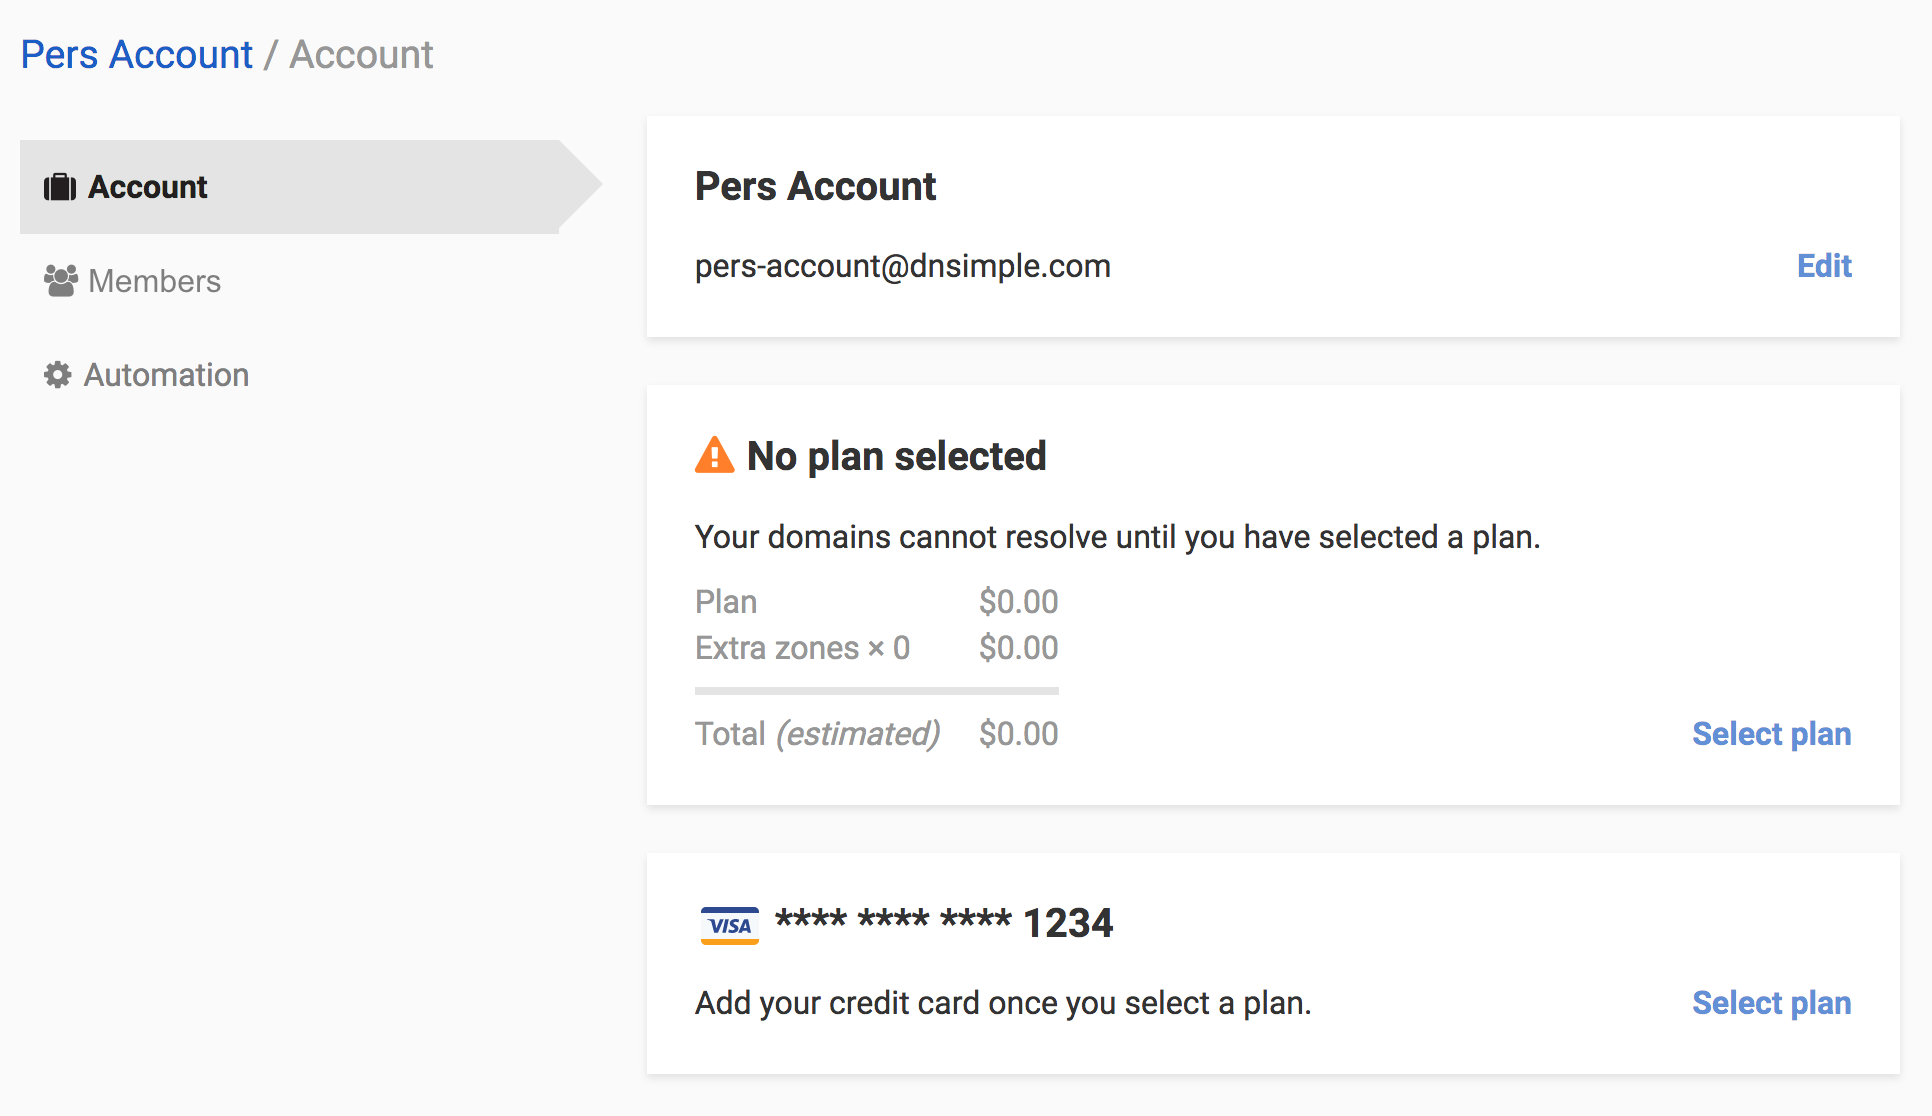 Pers Account / Account
Account
Members
Automation
Pers Account
pers-account@dnsimple.com
Edit
No plan selected
Your domains cannot resolve until you have selected a plan.
Plan $0.00
Extra zones × 0 $0.00
Total (estimated) $0.00
Select plan
VISA **** **** **** 1234
Add your credit card once you select a plan.
Select plan